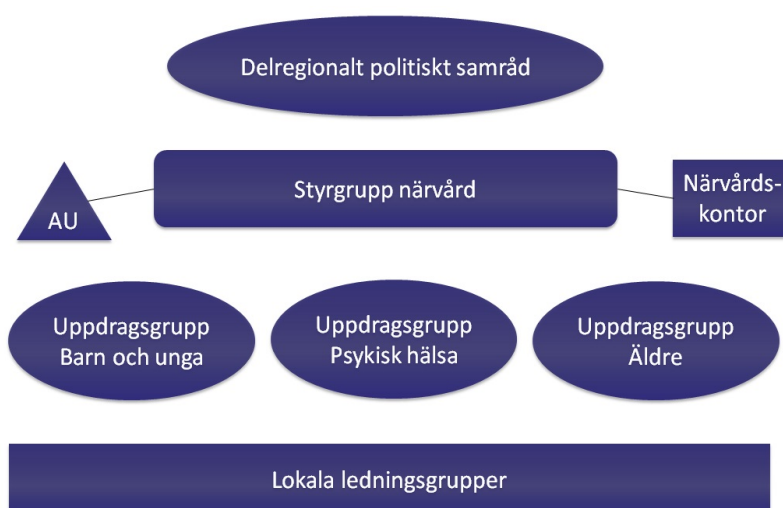 Delregionalt politiskt samråd
AU
Styrgrupp närvård
Närvårds-
kontor
Uppdragsgrupp
Barn och unga
Uppdragsgrupp
Psykisk hälsa
Uppdragsgrupp
Äldre
Lokala ledningsgrupper